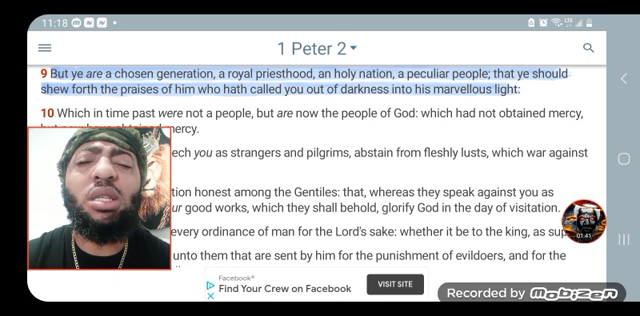 11:18
1 Peter 2
9 But ye are a chosen generation, a royal priesthood, an holy nation, a peculiar people; that ye should
shew forth the praises of him who hath called you out of darkness into his marvellous light:
10 Which in time past were not a people, but are now the people of God: which had not obtained mercy,
mercy.
you as strangers and pilgrims, abstain from fleshly lusts, which war against
honest among the Gentiles: that, whereas they speak against you as
good works, which they shall behold, glorify God in the day of visitation.
every ordinance of man for the Lord's sake: whether it be to the king, as
01:41
unto them that are sent by him for the punishment of evildoers, and for the
Facebook®
Find Your Crew on Facebook
VISIT SITE
Recorded by Mobizen